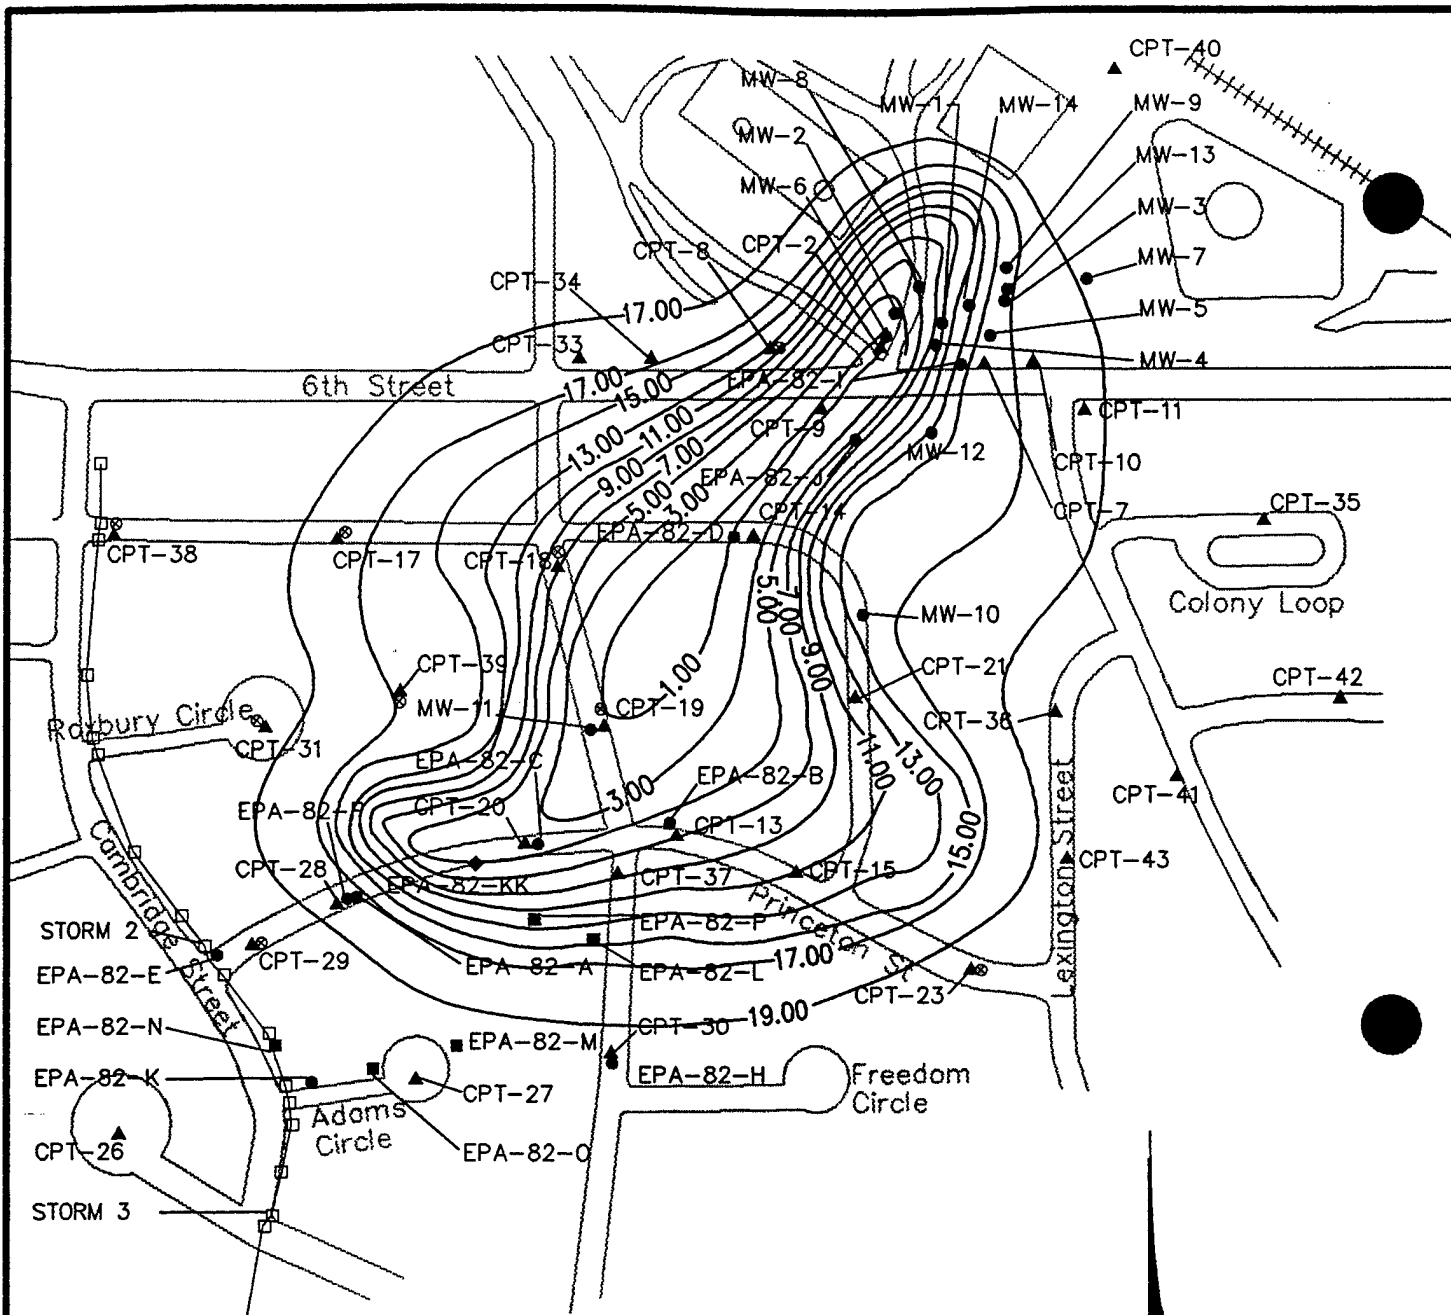 CPT-40
MW-8
MW-1
MW-14
MW-9
MW-2
MW-13
MW-6
MW-3
CPT-8
CPT-2
MW-7
CPT-34
17.00
MW-5
CPT-33
MW-4
6th Street
17.00
15.00
EPA-82-I
CPT-11
CPT-9
13.00
11.00
9.00
7.00
MW-12
CPT-10
5.00
3.00
EPA-82-J
CPT-7
CPT-35
CPT-38
CPT-17
CPT-18
EPA-82-D
CPT-14
5.00
7.00
9.00
Colony Loop
MW-10
CPT-39
1.00
CPT-21
CPT-42
Roxbury Circle
MW-11
CPT-19
CPT-36
CPT-31
EPA-82-C
EPA-82-B
11.00
13.00
CPT-41
EPA-82-F
CPT-20
3.00
CPT-13
15.00
Lexington Street
CPT-43
Cambridge Street
CPT-28
EPA-82-KK
CPT-37
CPT-15
Princeton St
STORM 2
EPA-82-P
EPA-82-E
CPT-29
EPA-82-A
EPA-82-L
17.00
CPT-23
EPA-82-N
19.00
CPT-30
EPA-82-M
EPA-82-K
CPT-27
EPA-82-H
Freedom
Circle
Adams
Circle
CPT-26
EPA-82-O
STORM 3